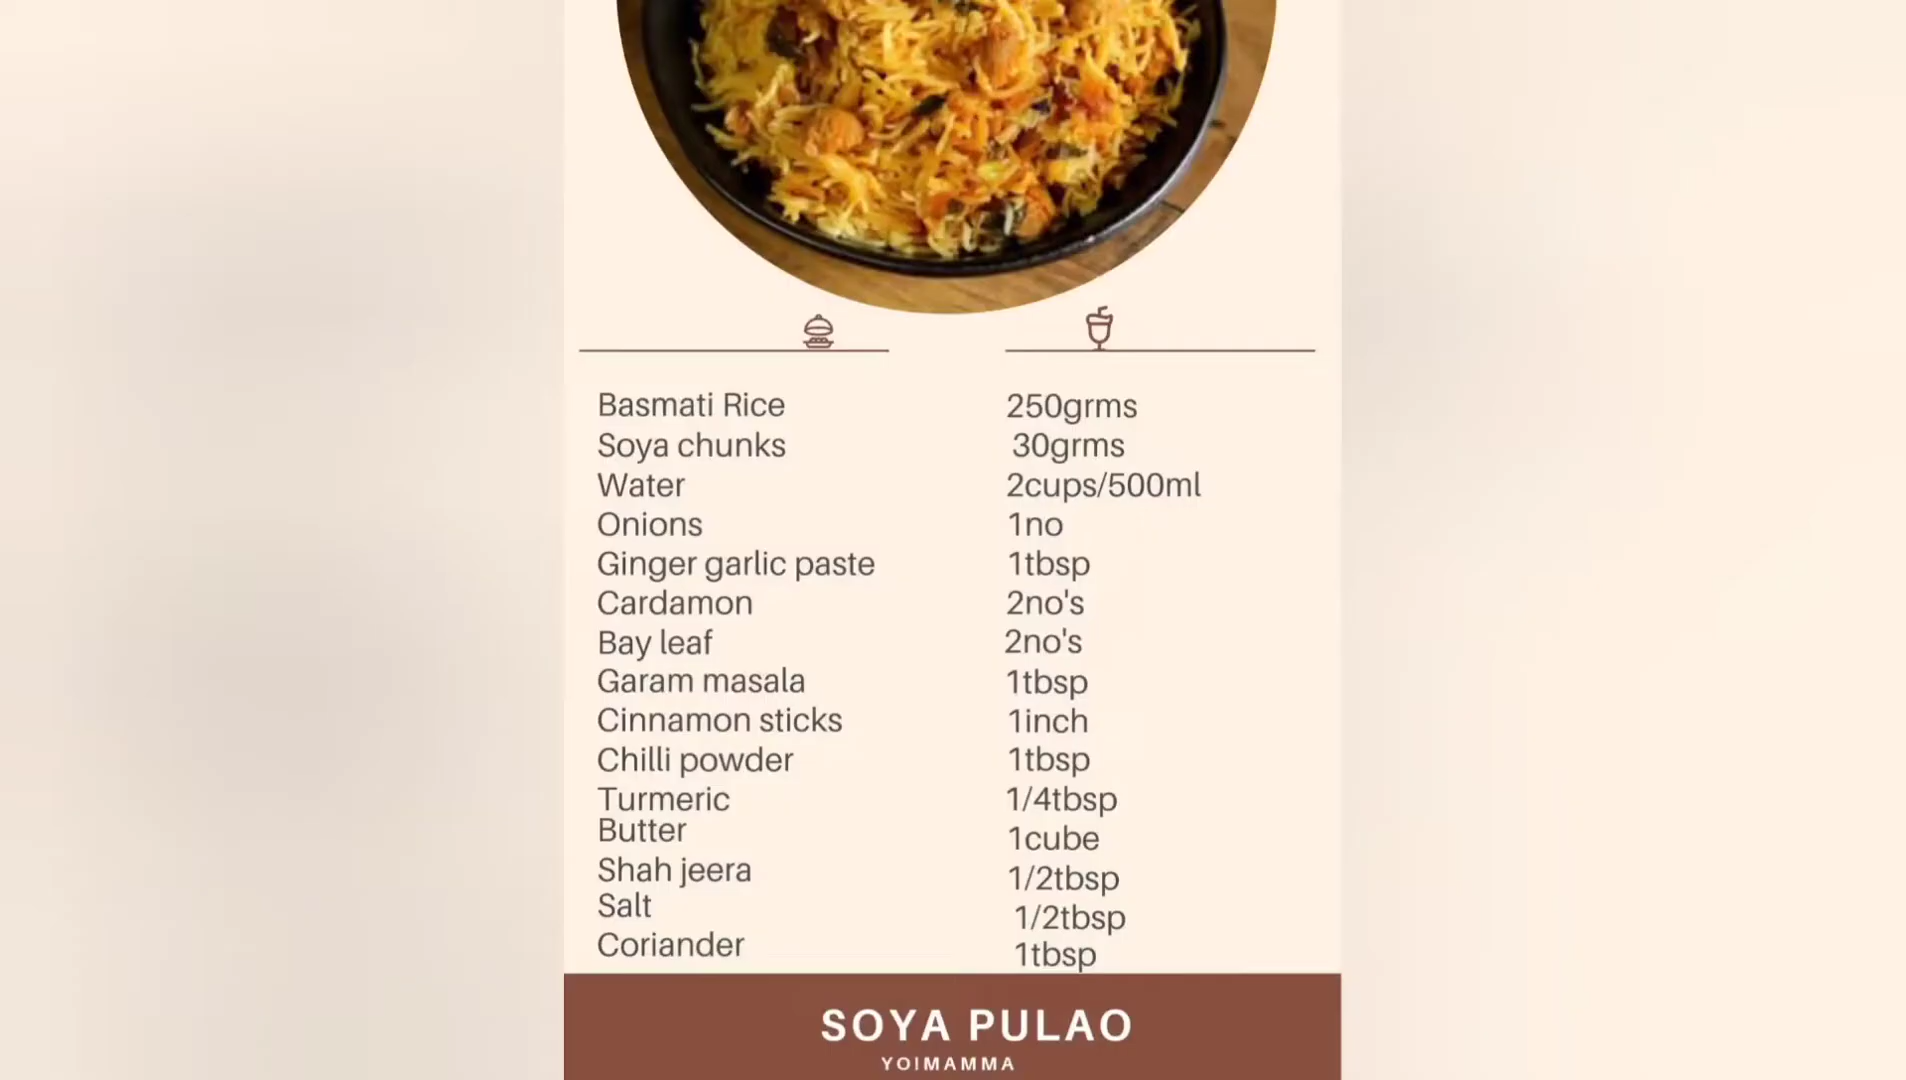 Basmati Rice 250grms
Soya chunks 30grms
Water 2cups/500ml
Onions 1no
Ginger garlic paste 1tbsp
Cardamon 2no's
Bay leaf 2no's
Garam masala 1tbsp
Cinnamon sticks 1inch
Chilli powder 1tbsp
Turmeric 1/4tbsp
Butter 1cube
Shah jeera 1/2tbsp
Salt 1/2tbsp
Coriander 1tbsp
SOYA PULAO
YO!MAMMA